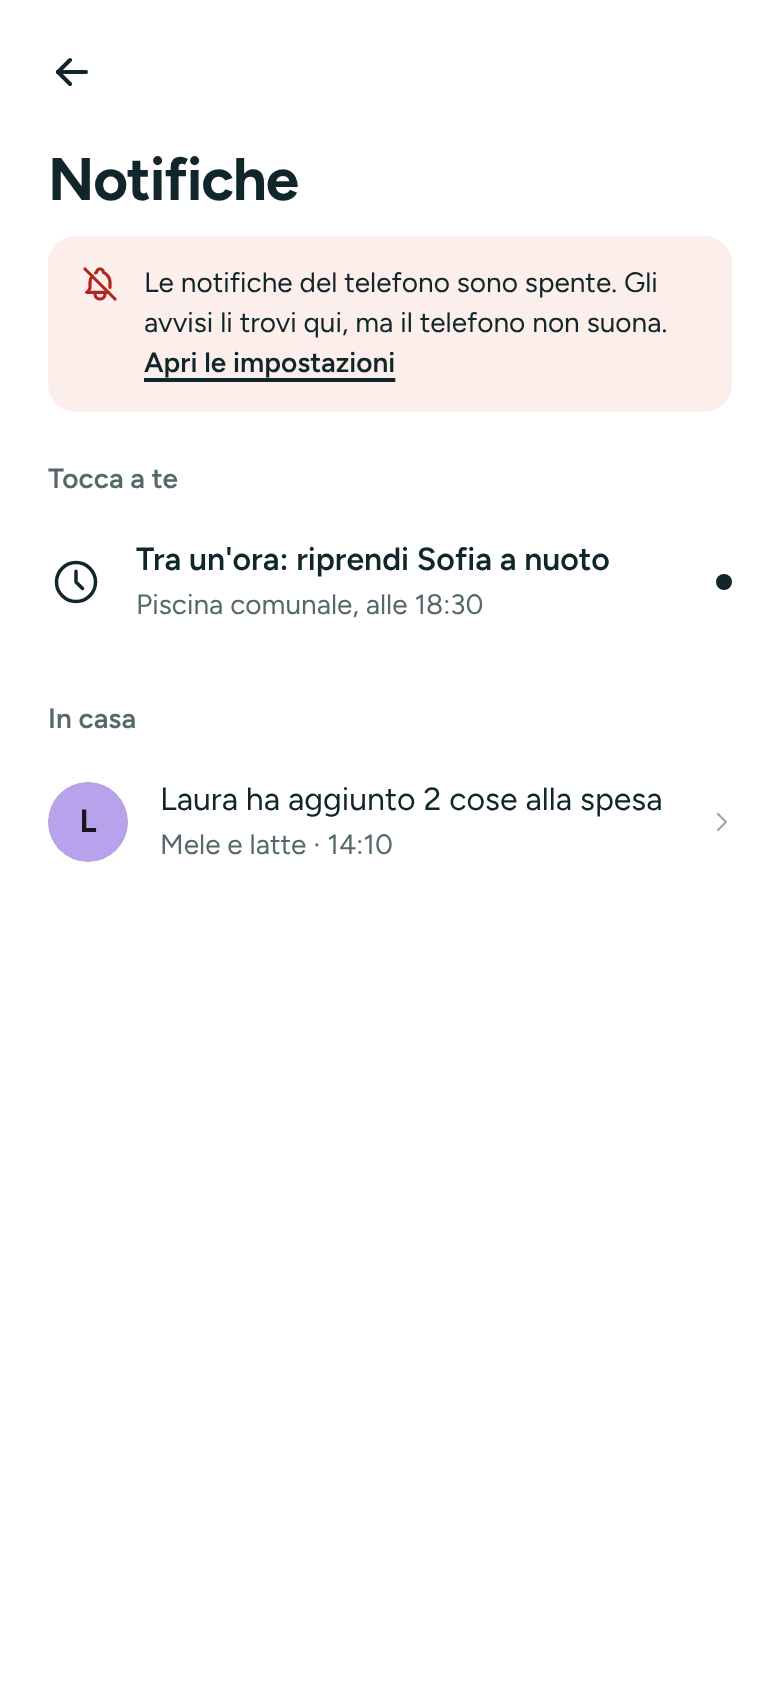 Notifiche
Le notifiche del telefono sono spente. Gli
avvisi li trovi qui, ma il telefono non suona.
Apri le impostazioni
Tocca a te
Tra un'ora: riprendi Sofia a nuoto
Piscina comunale, alle 18:30
In casa
L
Laura ha aggiunto 2 cose alla spesa
Mele e latte · 14:10